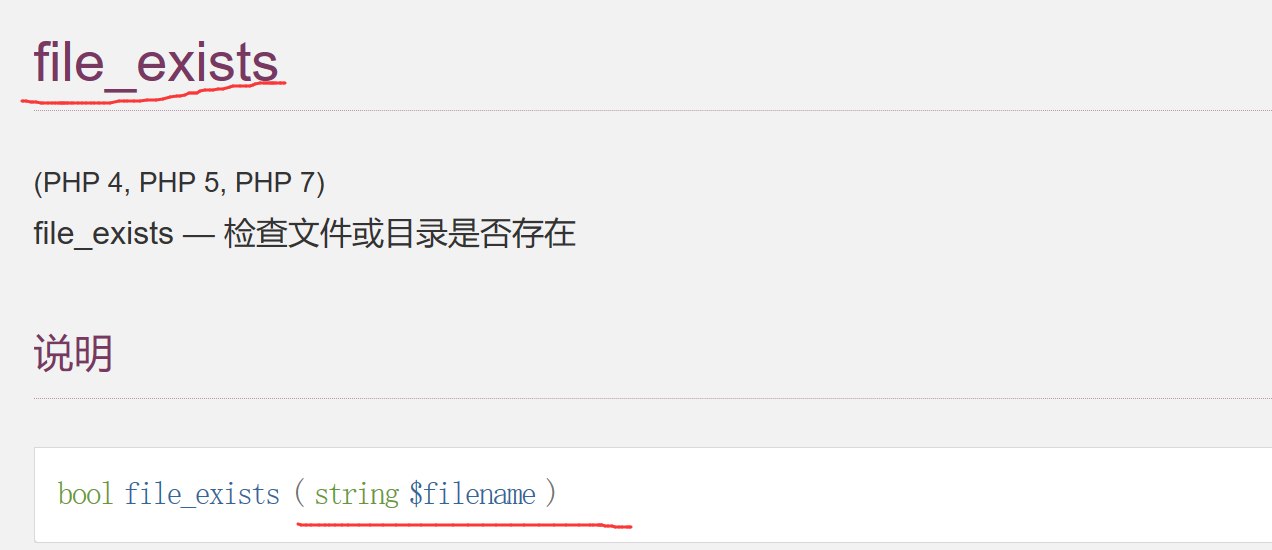 file_exists
(PHP 4, PHP 5, PHP 7)
file_exists — 检查文件或目录是否存在
说明
bool file_exists ( string $filename )